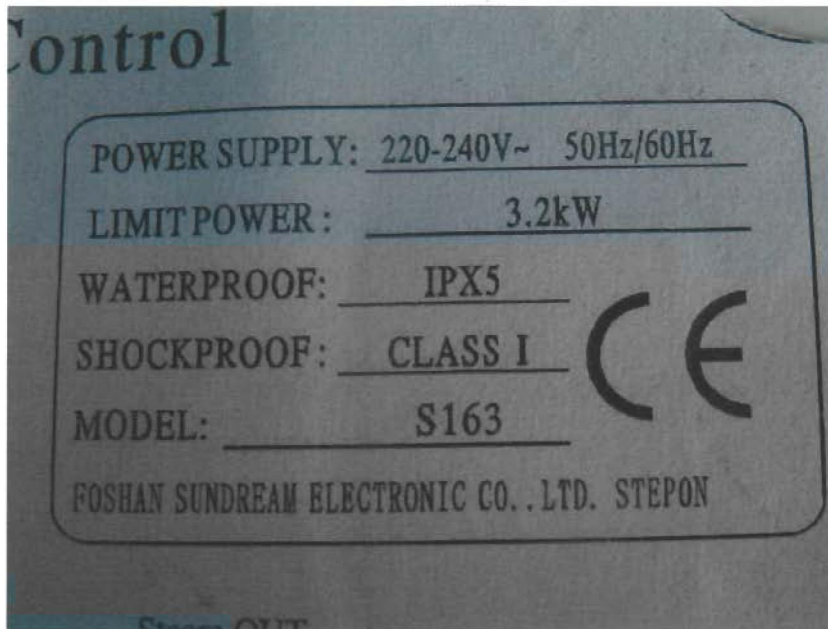 Control
POWER SUPPLY: 220-240V~ 50Hz/60Hz
LIMIT POWER : 3.2kW
WATERPROOF: IPX5
SHOCKPROOF : CLASS I
MODEL: S163
CE
FOSHAN SUNDREAM ELECTRONIC CO..LTD. STEPON
OUT